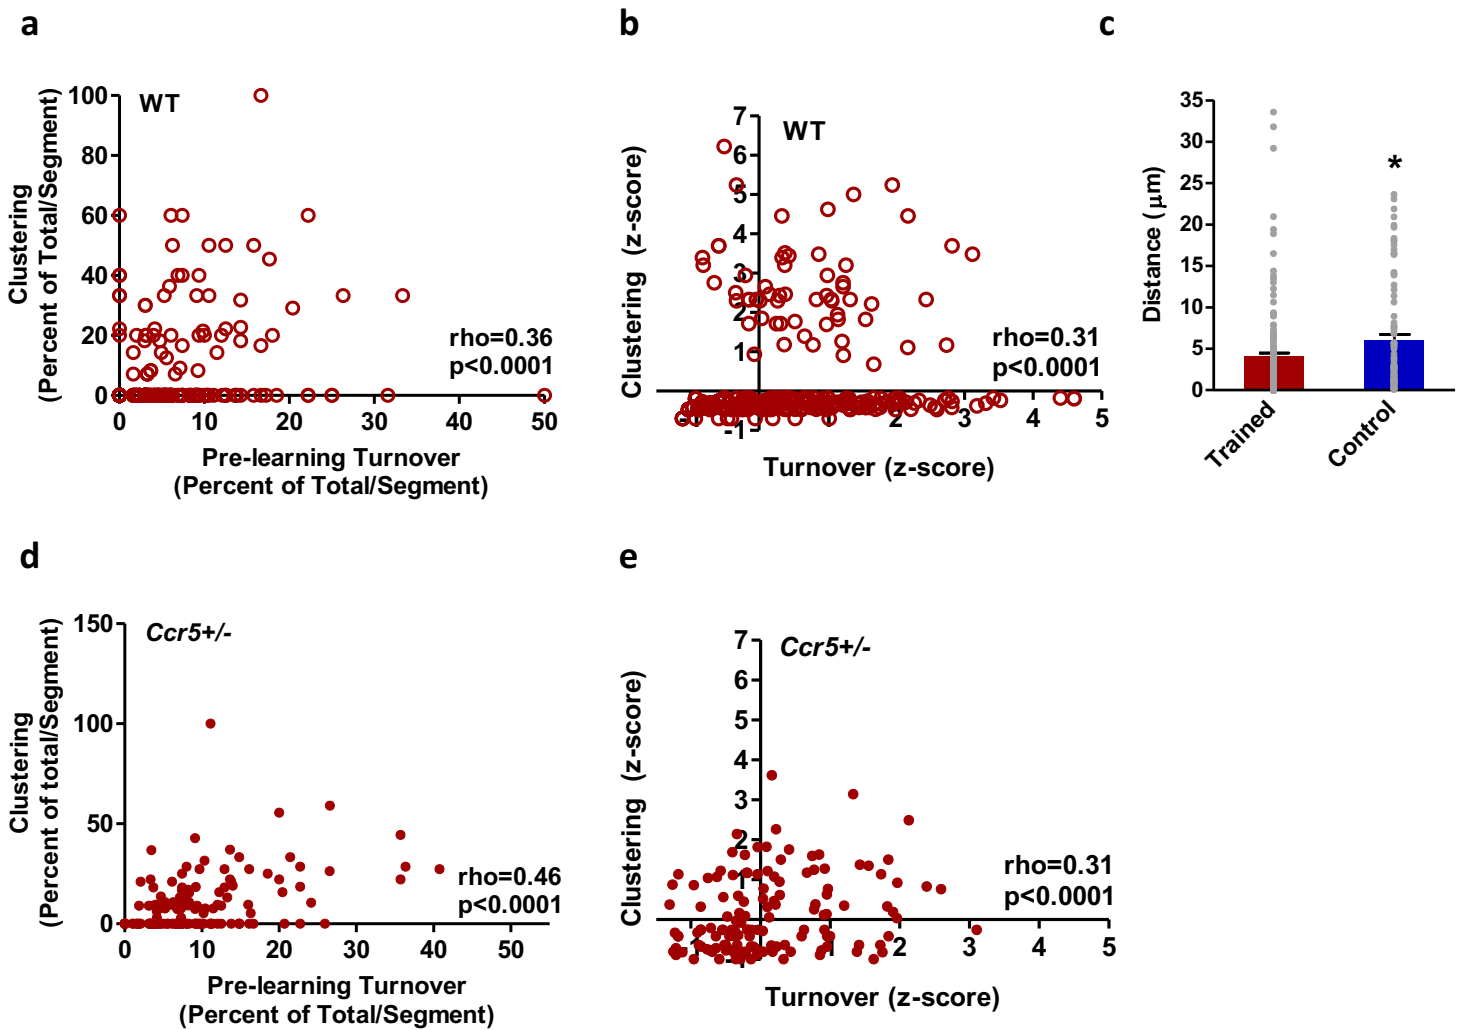 a
WT
Clustering
(Percent of Total/Segment)
100
80
60
40
20
0
rho=0.36
p<0.0001
0 10 20 30 40 50
Pre-learning Turnover
(Percent of Total/Segment)
b
WT
Clustering (z-score)
7
6
5
4
3
2
1
-1
rho=0.31
p<0.0001
-1 1 2 3 4 5
Turnover (z-score)
c
Distance (μm)
35
30
25
20
15
10
5
0
*
Trained
Control
d
Ccr5+/-
Clustering
(Percent of total/Segment)
150
100
50
0
rho=0.46
p<0.0001
0 10 20 30 40 50
Pre-learning Turnover
(Percent of Total/Segment)
e
Ccr5+/-
Clustering (z-score)
7
6
5
4
3
2
1
rho=0.31
p<0.0001
-1 1 2 3 4 5
Turnover (z-score)